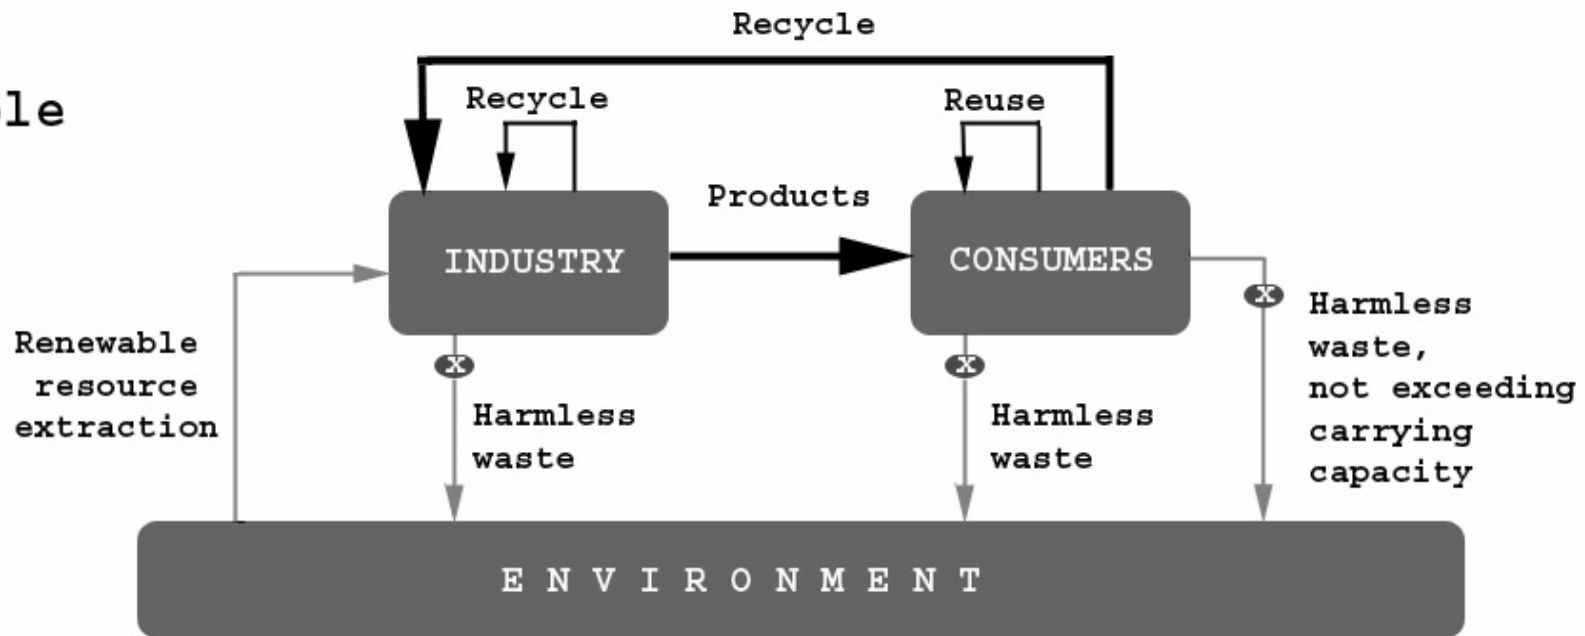 Recycle
Recycle
Reuse
Products
INDUSTRY
CONSUMERS
x
x
x
Renewable
resource
extraction
Harmless
waste
Harmless
waste
Harmless
waste,
not exceeding
carrying
capacity
E N V I R O N M E N T